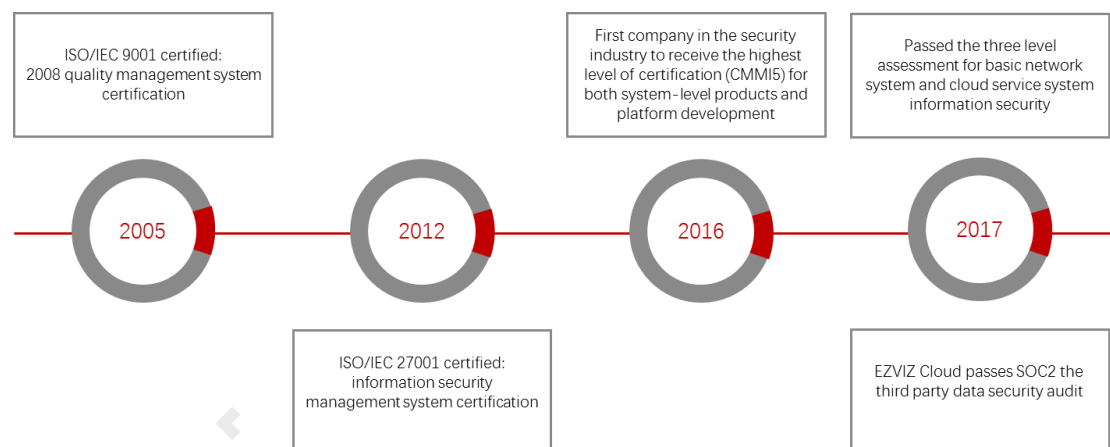 ISO/IEC 9001 certified:
2008 quality management system
certification
First company in the security
industry to receive the highest
level of certification (CMMI5) for
both system-level products and
platform development
Passed the three level
assessment for basic network
system and cloud service system
information security
2005
2012
2016
2017
ISO/IEC 27001 certified:
information security
management system certification
EZVIZ Cloud passes SOC2 the
third party data security audit